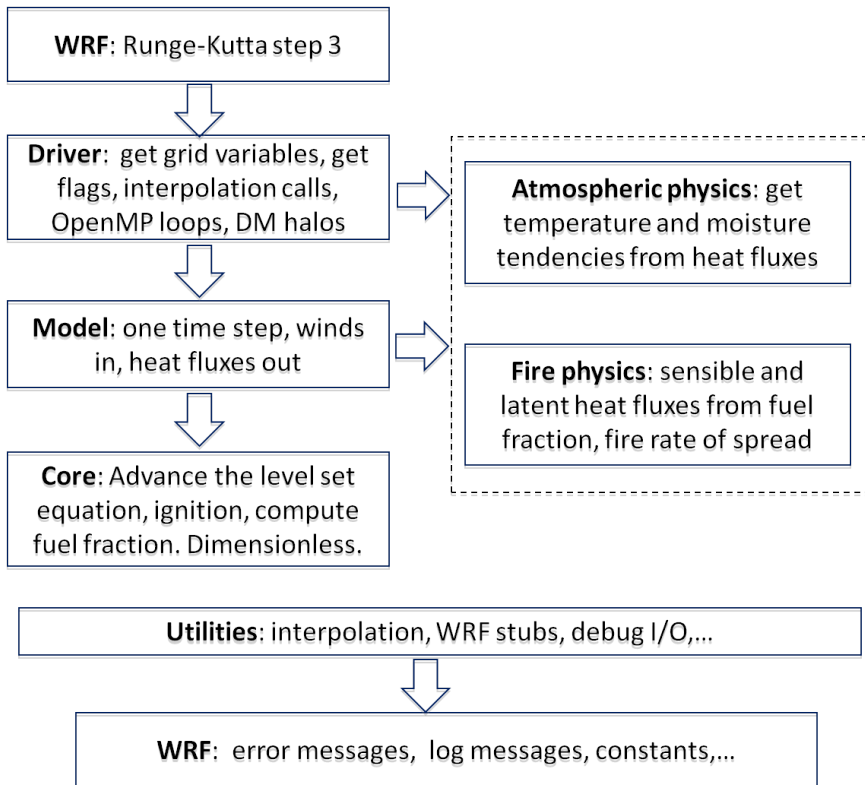 WRF: Runge-Kutta step 3
Driver: get grid variables, get
flags, interpolation calls,
OpenMP loops, DM halos
Atmospheric physics: get
temperature and moisture
tendencies from heat fluxes
Model: one time step, winds
in, heat fluxes out
Fire physics: sensible and
latent heat fluxes from fuel
fraction, fire rate of spread
Core: Advance the level set
equation, ignition, compute
fuel fraction. Dimensionless.
Utilities: interpolation, WRF stubs, debug I/O,...
WRF: error messages, log messages, constants,...